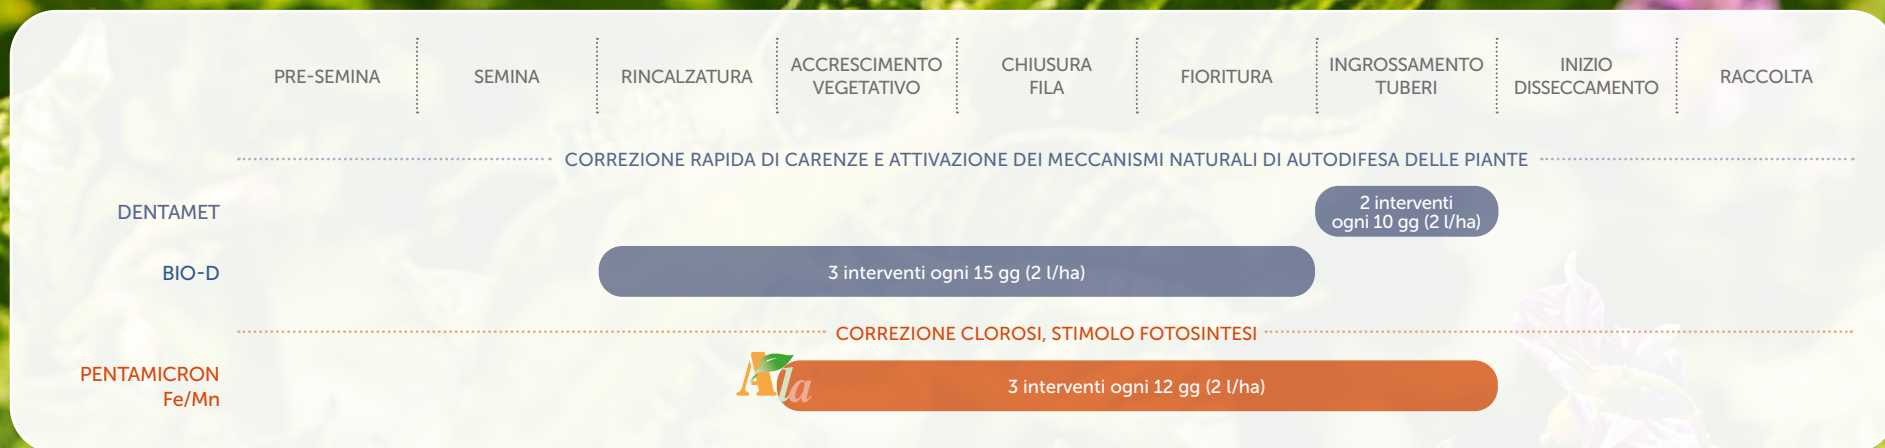 PRE-SEMINA
SEMINA
RINCALZATURA
ACCRESCIMENTO
VEGETATIVO
CHIUSURA
FILA
FIORITURA
INGROSSAMENTO
TUBERI
INIZIO
DISSECCAMENTO
RACCOLTA
CORREZIONE RAPIDA DI CARENZE E ATTIVAZIONE DEI MECCANISMI NATURALI DI AUTODIFESA DELLE PIANTE
DENTAMET
2 interventi
ogni 10 gg (2 l/ha)
BIO-D
3 interventi ogni 15 gg (2 l/ha)
CORREZIONE CLOROSI, STIMOLO FOTOSINTESI
PENTAMICRON
Fe/Mn
Ala
3 interventi ogni 12 gg (2 l/ha)